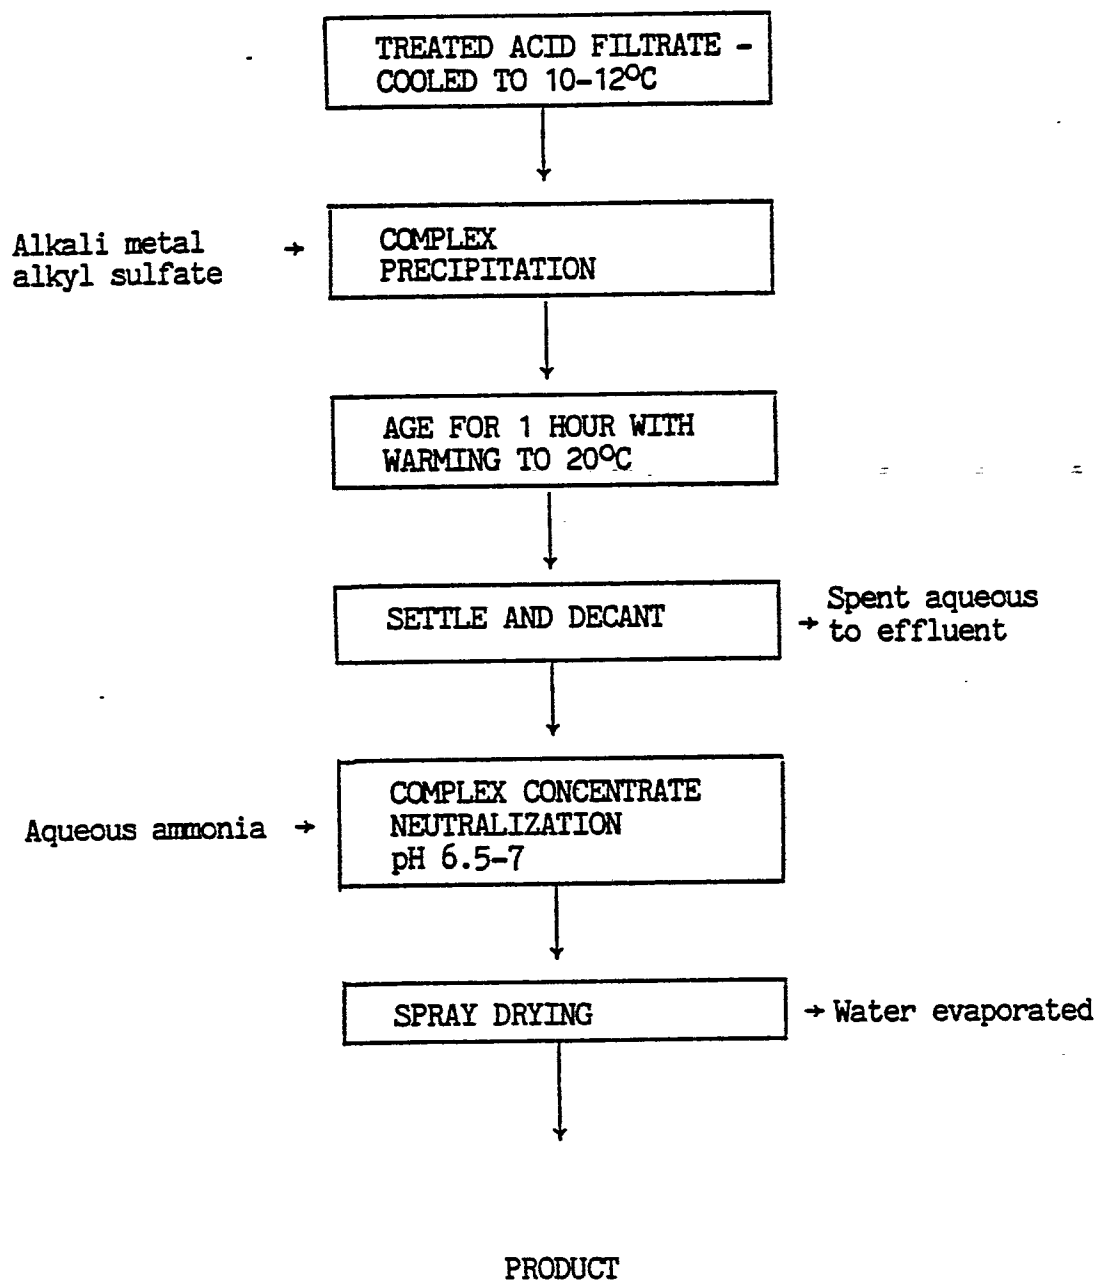 TREATED ACID FILTRATE -
COOLED TO 10-12°C
Alkali metal
alkyl sulfate
COMPLEX
PRECIPITATION
AGE FOR 1 HOUR WITH
WARMING TO 20°C
SETTLE AND DECANT
Spent aqueous
to effluent
Aqueous ammonia
COMPLEX CONCENTRATE
NEUTRALIZATION
pH 6.5-7
SPRAY DRYING
Water evaporated
PRODUCT